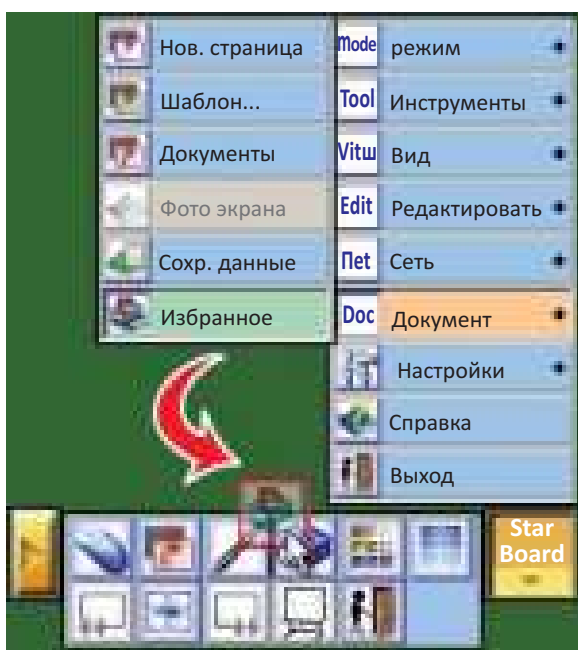 Нов. страница
Шаблон...
Документы
Фото экрана
Сохр. данные
Избранное
Mode режим
Tool Инструменты
Vitш Вид
Edit Редактировать
Пet Сеть
Doc Документ
Настройки
Справка
Выход
Star
Board